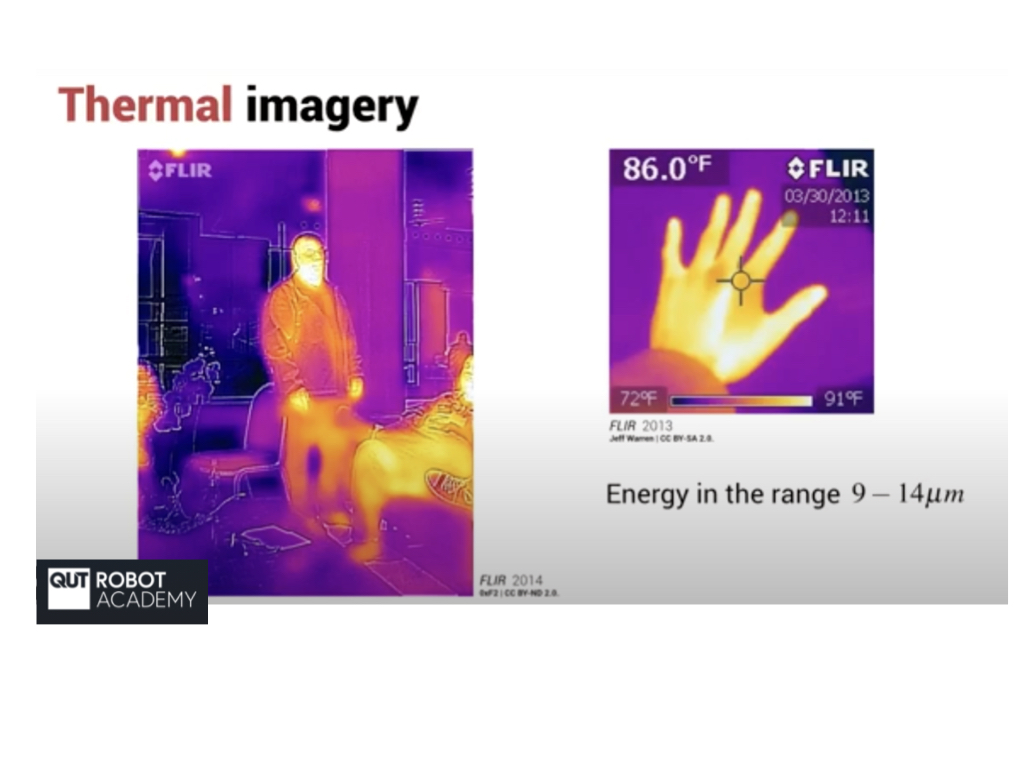 Thermal imagery
FLIR
86.0°F
FLIR
03/30/2013
12:11
72°F
91°F
FLIR 2013
Jeff Warren | CC BY-SA 2.0.
Energy in the range 9 – 14μm
FLIR 2014
0xF2 | CC BY-ND 2.0.
QUT ROBOT
ACADEMY